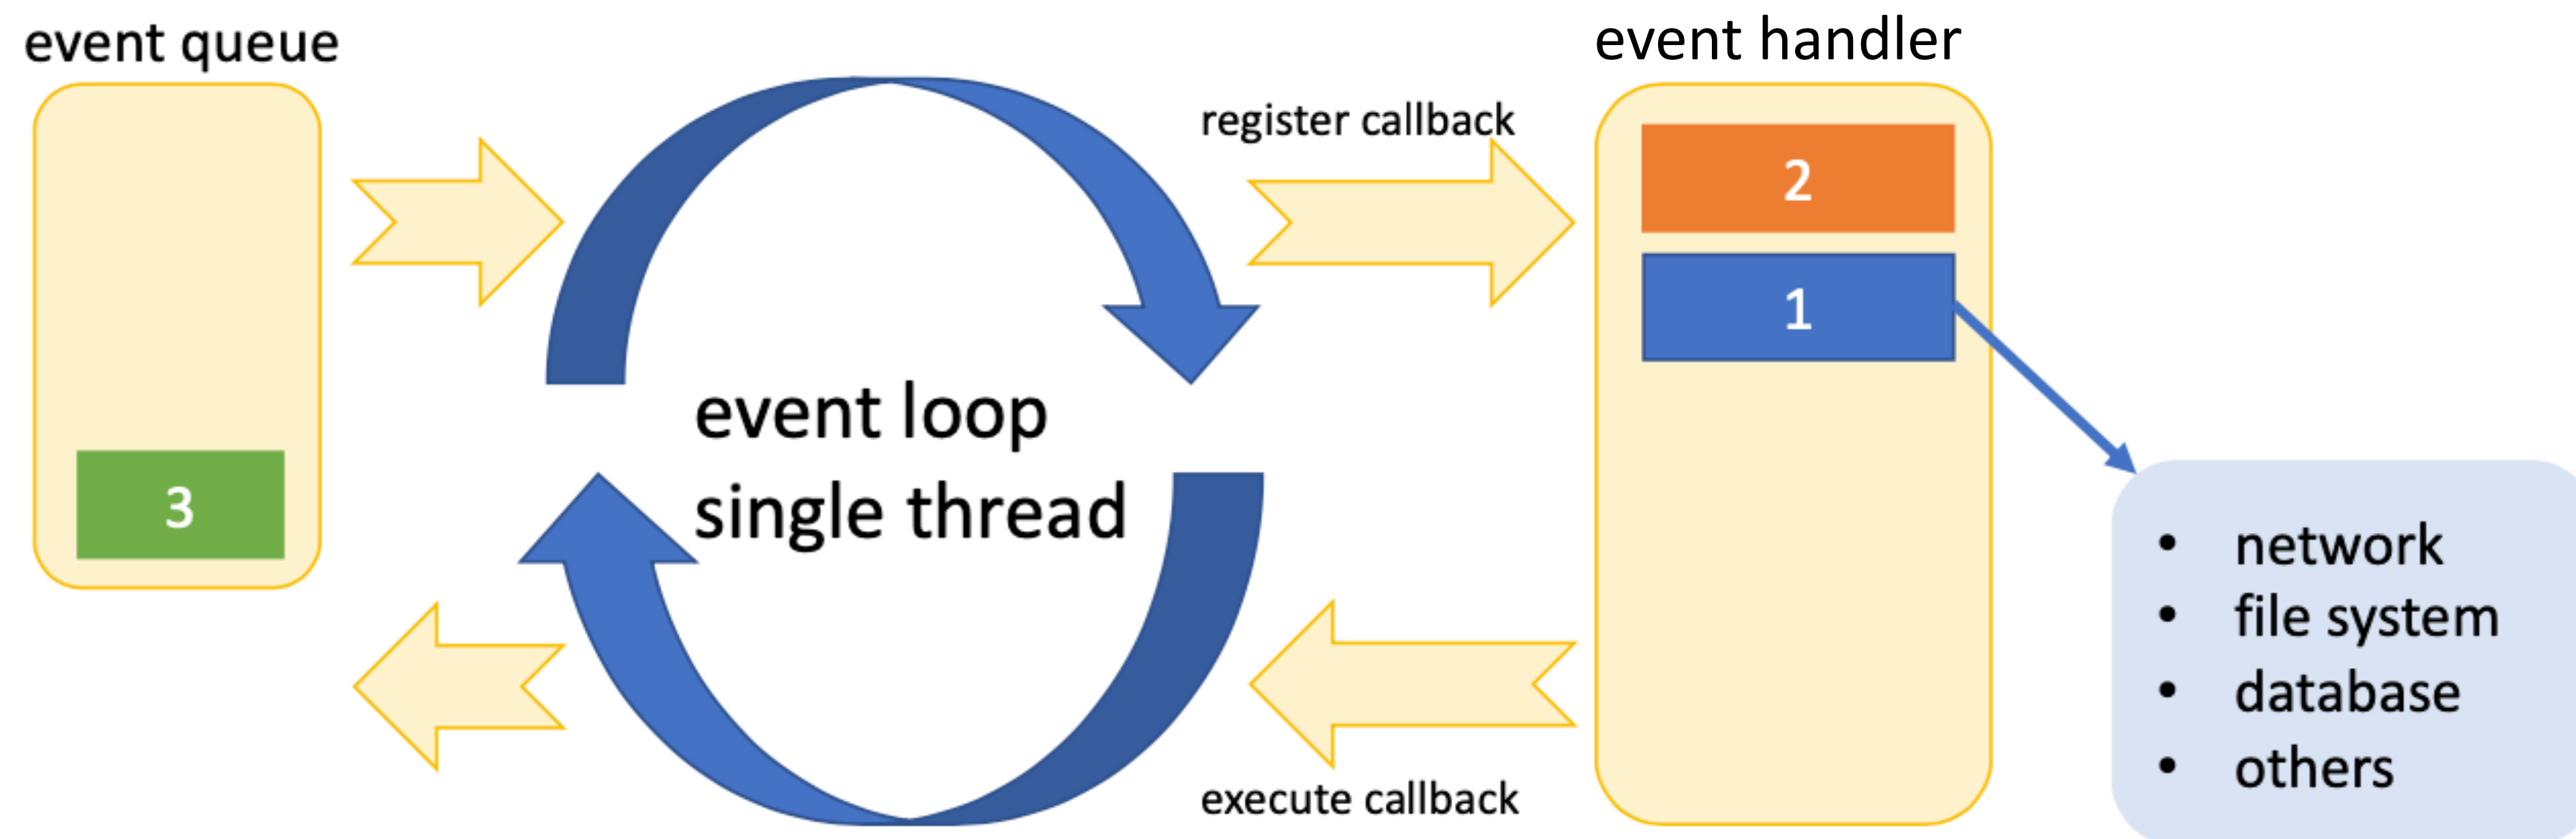 event queue
event handler
register callback
2
1
event loop
single thread
3
network
file system
database
others
execute callback